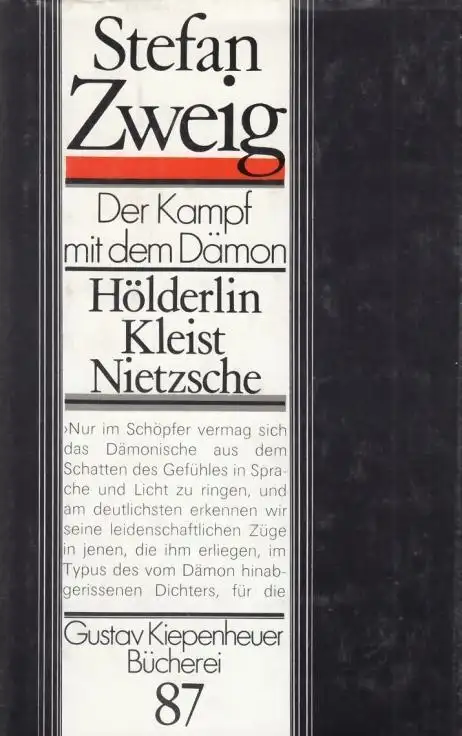 Stefan
Zweig
Der Kampf
mit dem Dämon
Hölderlin
Kleist
Nietzsche
›Nur im Schöpfer vermag sich
das Dämonische aus dem
Schatten des Gefühles in Spra-
che und Licht zu ringen, und
am deutlichsten erkennen wir
seine leidenschaftlichen Züge
in jenen, die ihm erliegen, im
Typus des vom Dämon hinab-
gerissenen Dichters, für die
Gustav Kiepenheuer
Bücherei
87